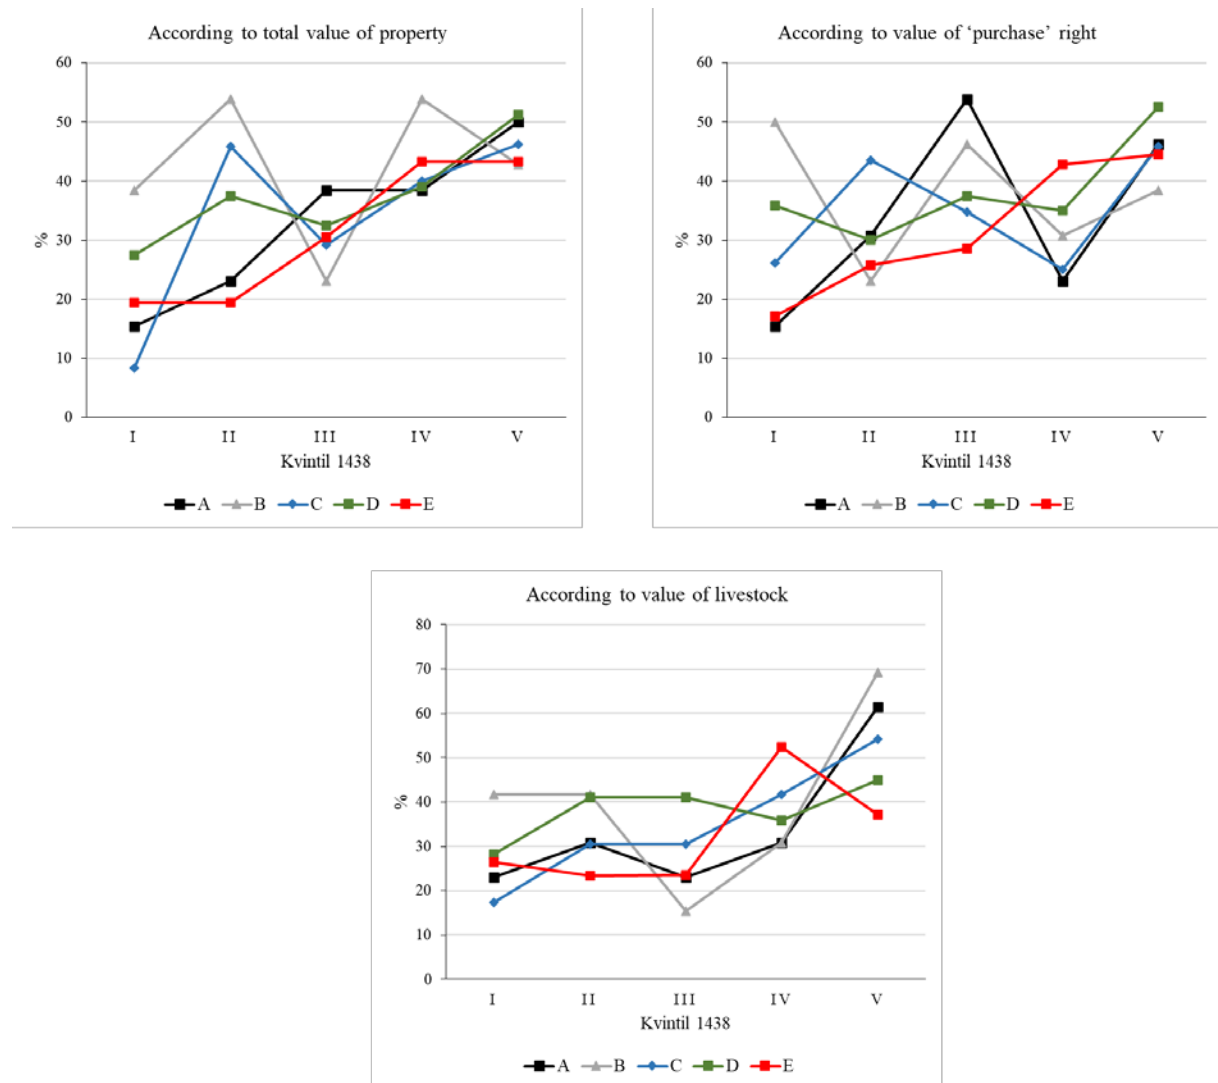 According to total value of property
60
50
40
30
20
10
0
%
I II III IV V
Kvintil 1438
A B C D E
According to value of ‘purchase’ right
60
50
40
30
20
10
0
%
I II III IV V
Kvintil 1438
A B C D E
According to value of livestock
80
70
60
50
40
30
20
10
0
%
I II III IV V
Kvintil 1438
A B C D E